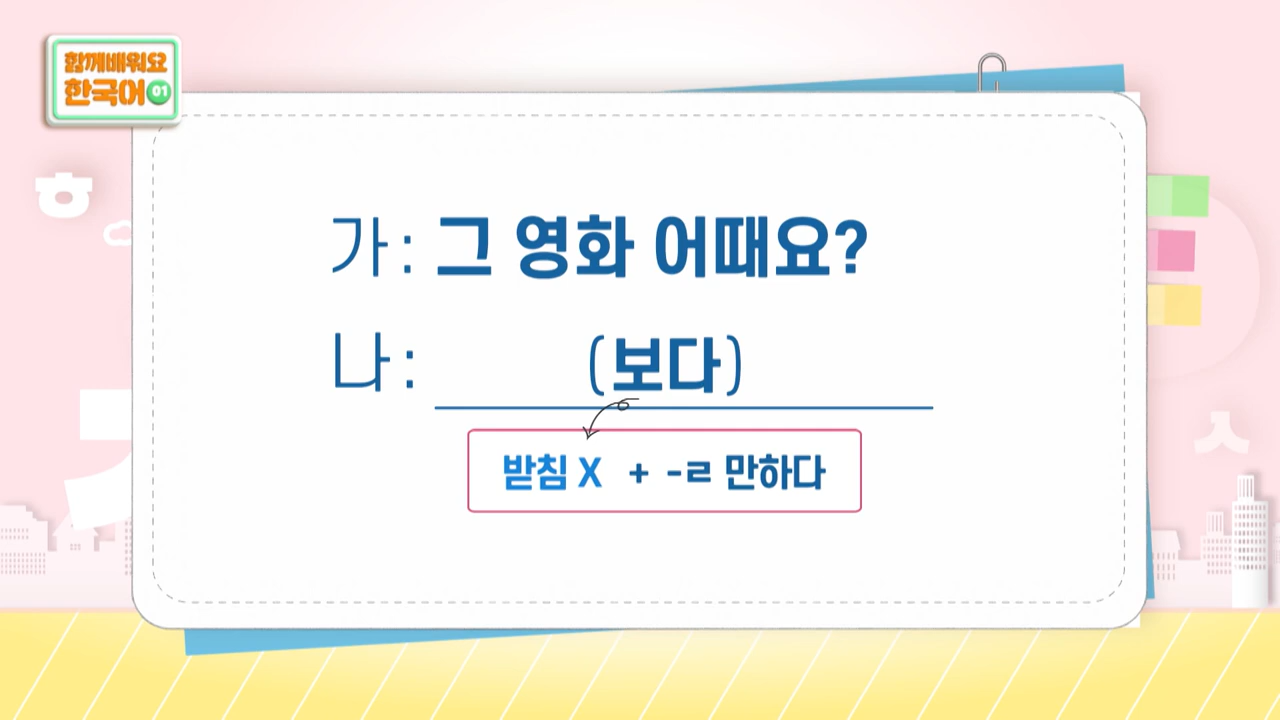 함께배워요
한국어 01
ㅎ
가 : 그 영화 어때요?
나 : (보다)
받침 X + -ㄹ 만하다
ㅅ